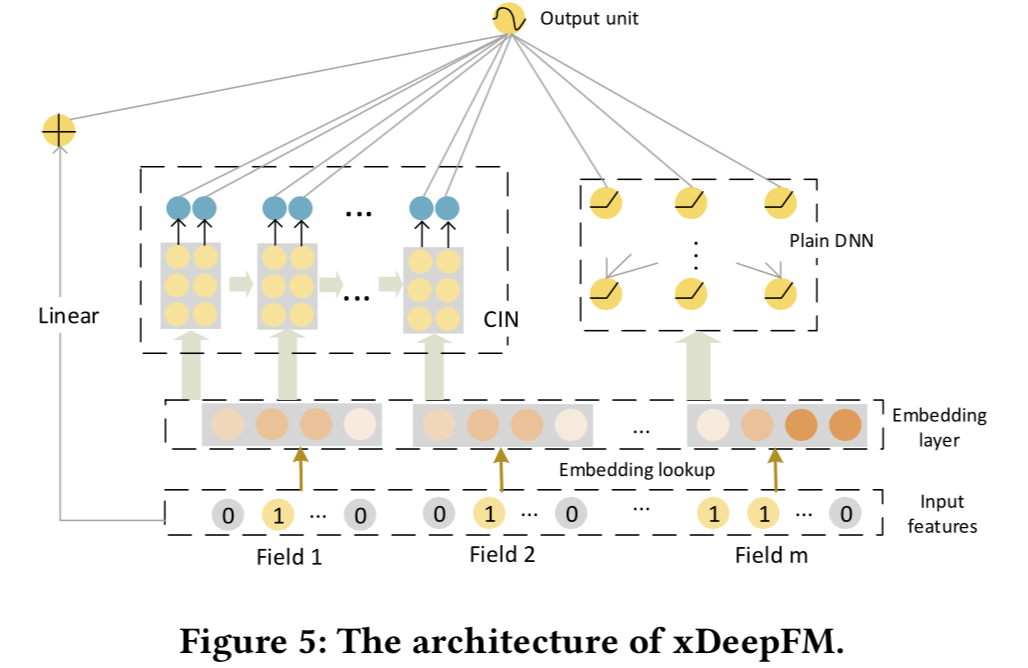 Output unit
Linear
...
...
CIN
Plain DNN
...
Embedding
layer
Embedding lookup
0 1 ... 0
0 1 ... 0
...
1 1 ... 0
Input
features
Field 1
Field 2
Field m
Figure 5: The architecture of xDeepFM.